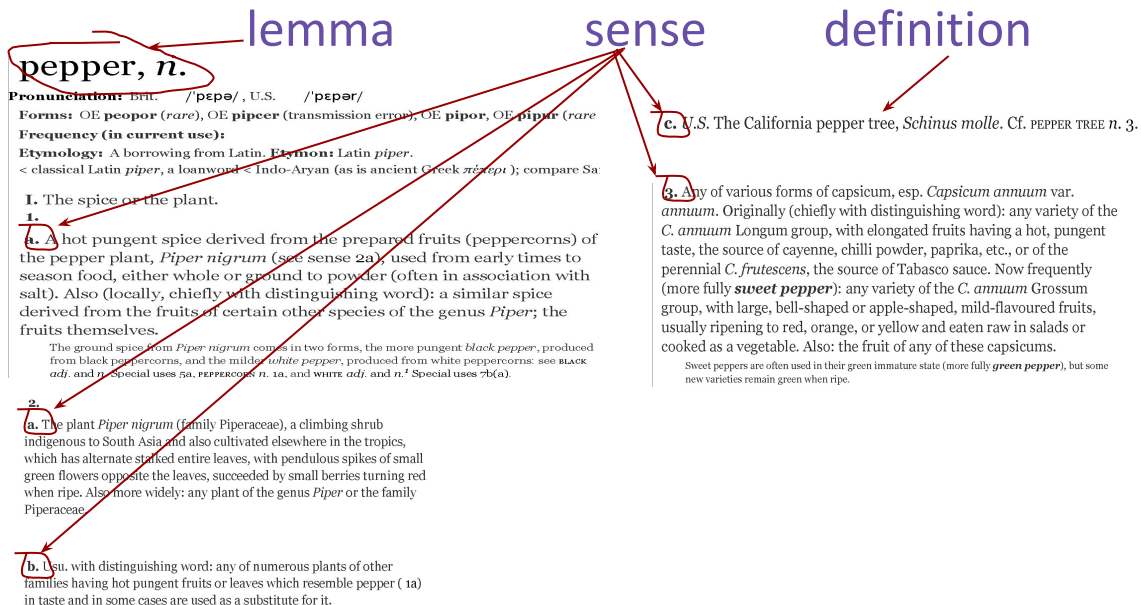 lemma
sense
definition
pepper, n.
Pronunciation: Brit. /ˈpɛpə/ , U.S. /ˈpɛpər/
Forms: OE peopor (rare), OE pipcer (transmission error), OE pipor, OE pipur (rare
Frequency (in current use):
Etymology: A borrowing from Latin. Etymon: Latin piper.
< classical Latin piper, a loanword < Indo-Aryan (as is ancient Greek πέπερι ); compare Sa
I. The spice or the plant.
1.
a. A hot pungent spice derived from the prepared fruits (peppercorns) of
the pepper plant, Piper nigrum (see sense 2a), used from early times to
season food, either whole or ground to powder (often in association with
salt). Also (locally, chiefly with distinguishing word): a similar spice
derived from the fruits of certain other species of the genus Piper; the
fruits themselves.
The ground spice from Piper nigrum comes in two forms, the more pungent black pepper, produced
from black peppercorns, and the milder white pepper, produced from white peppercorns: see BLACK
adj. and n. Special uses 5a, PEPPERCORN n. 1a, and WHITE adj. and n.¹ Special uses 7b(a).
2.
a. The plant Piper nigrum (family Piperaceae), a climbing shrub
indigenous to South Asia and also cultivated elsewhere in the tropics,
which has alternate stalked entire leaves, with pendulous spikes of small
green flowers opposite the leaves, succeeded by small berries turning red
when ripe. Also more widely: any plant of the genus Piper or the family
Piperaceae.
b. Usu. with distinguishing word: any of numerous plants of other
families having hot pungent fruits or leaves which resemble pepper ( 1a)
in taste and in some cases are used as a substitute for it.
c. U.S. The California pepper tree, Schinus molle. Cf. PEPPER TREE n. 3.
3. Any of various forms of capsicum, esp. Capsicum annuum var.
annuum. Originally (chiefly with distinguishing word): any variety of the
C. annuum Longum group, with elongated fruits having a hot, pungent
taste, the source of cayenne, chilli powder, paprika, etc., or of the
perennial C. frutescens, the source of Tabasco sauce. Now frequently
(more fully sweet pepper): any variety of the C. annuum Grossum
group, with large, bell-shaped or apple-shaped, mild-flavoured fruits,
usually ripening to red, orange, or yellow and eaten raw in salads or
cooked as a vegetable. Also: the fruit of any of these capsicums.
Sweet peppers are often used in their green immature state (more fully green pepper), but some
new varieties remain green when ripe.